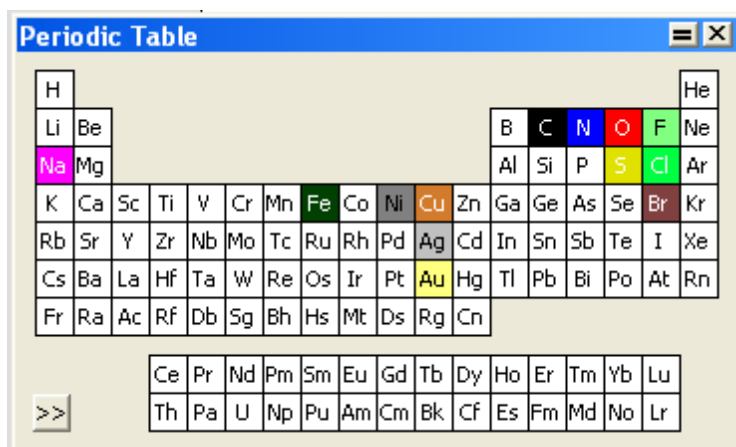 Periodic Table
H He
Li Be B C N O F Ne
Na Mg Al Si P S Cl Ar
K Ca Sc Ti V Cr Mn Fe Co Ni Cu Zn Ga Ge As Se Br Kr
Rb Sr Y Zr Nb Mo Tc Ru Rh Pd Ag Cd In Sn Sb Te I Xe
Cs Ba La Hf Ta W Re Os Ir Pt Au Hg Tl Pb Bi Po At Rn
Fr Ra Ac Rf Db Sg Bh Hs Mt Ds Rg Cn
Ce Pr Nd Pm Sm Eu Gd Tb Dy Ho Er Tm Yb Lu
>> Th Pa U Np Pu Am Cm Bk Cf Es Fm Md No Lr